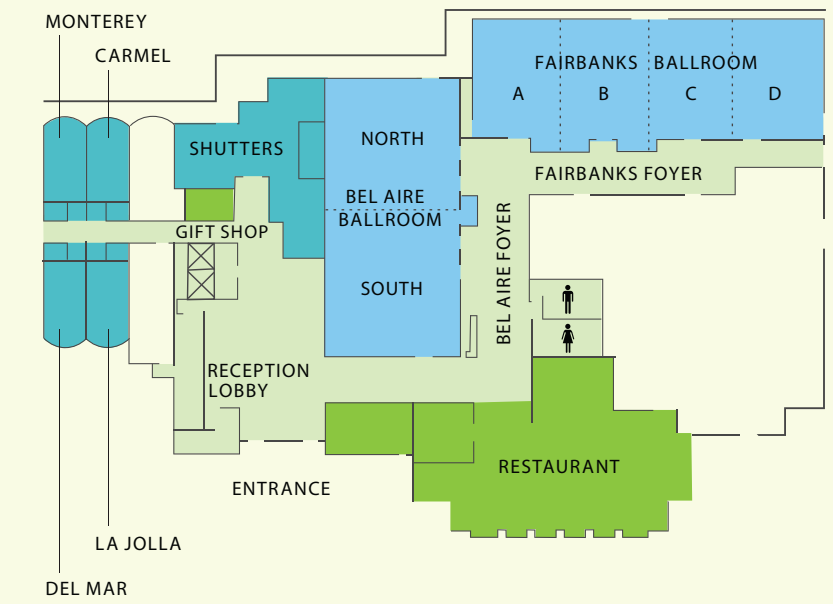 MONTEREY
CARMEL
FAIRBANKS BALLROOM
A B C D
NORTH
SHUTTERS
FAIRBANKS FOYER
BEL AIRE
BALLROOM
GIFT SHOP
BEL AIRE FOYER
SOUTH
RECEPTION
LOBBY
RESTAURANT
ENTRANCE
LA JOLLA
DEL MAR